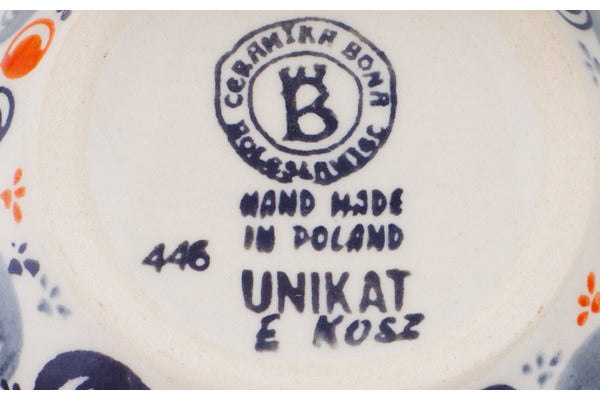 CERAMIKA BONA
BOLESŁAWIEC
B
HAND MADE
IN POLAND
446
UNIKAT
E KOSZ